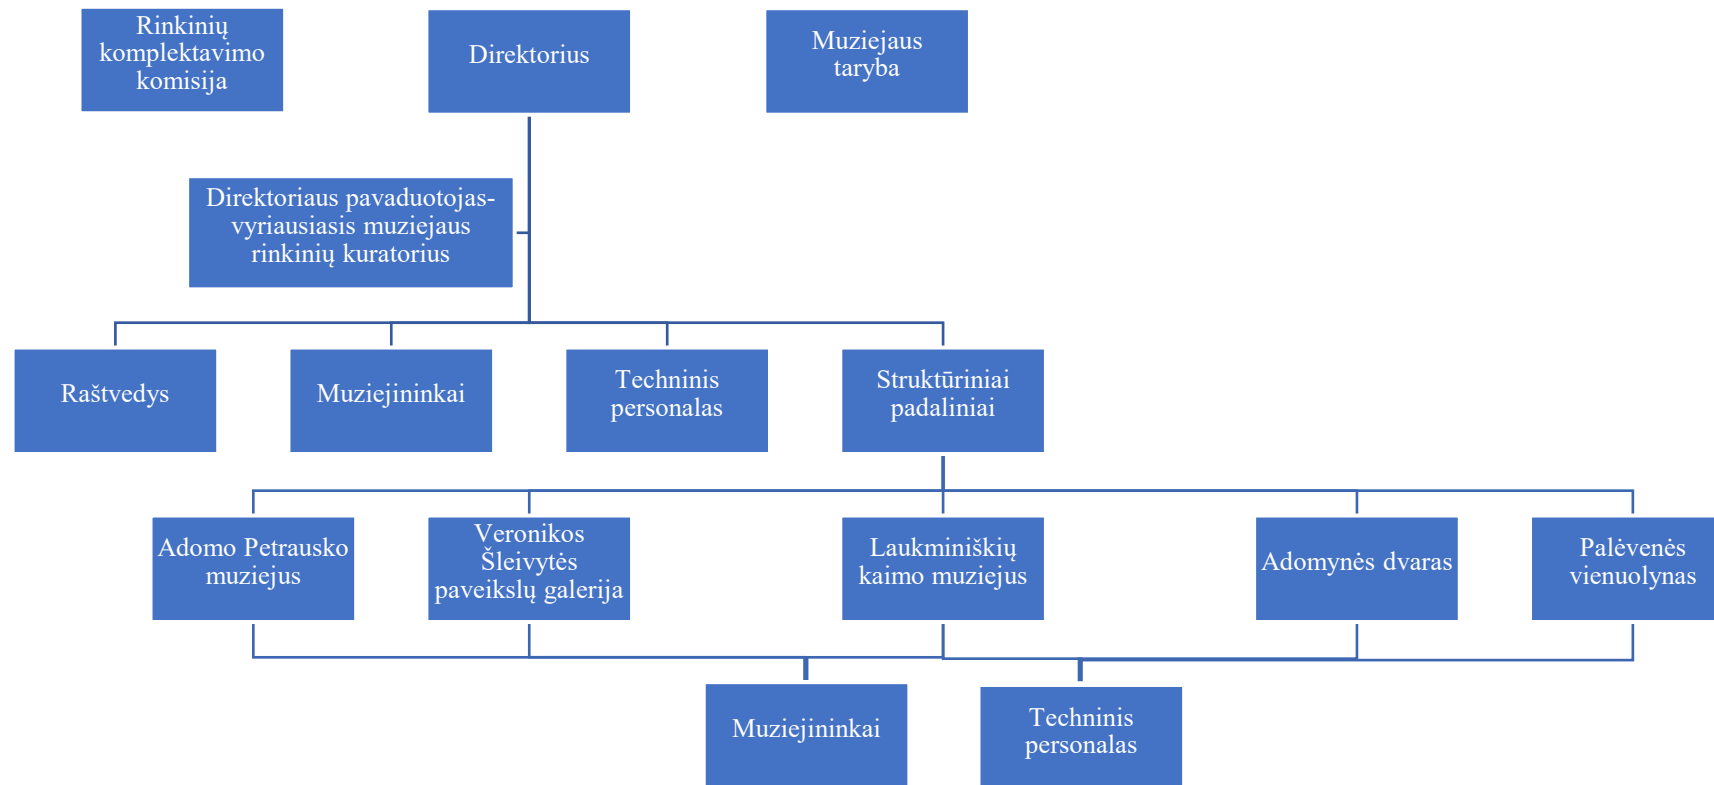 Rinkinių
komplektavimo
komisija
Direktorius
Muziejaus
taryba
Direktoriaus pavaduotojas-
vyriausiasis muziejaus
rinkinių kuratorius
Raštvedys
Muziejininkai
Techninis
personalas
Struktūriniai
padaliniai
Adomo Petrausko
muziejus
Veronikos
Šleivytės
paveikslų galerija
Laukminiškių
kaimo muziejus
Adomynės dvaras
Palėvenės
vienuolynas
Muziejininkai
Techninis
personalas